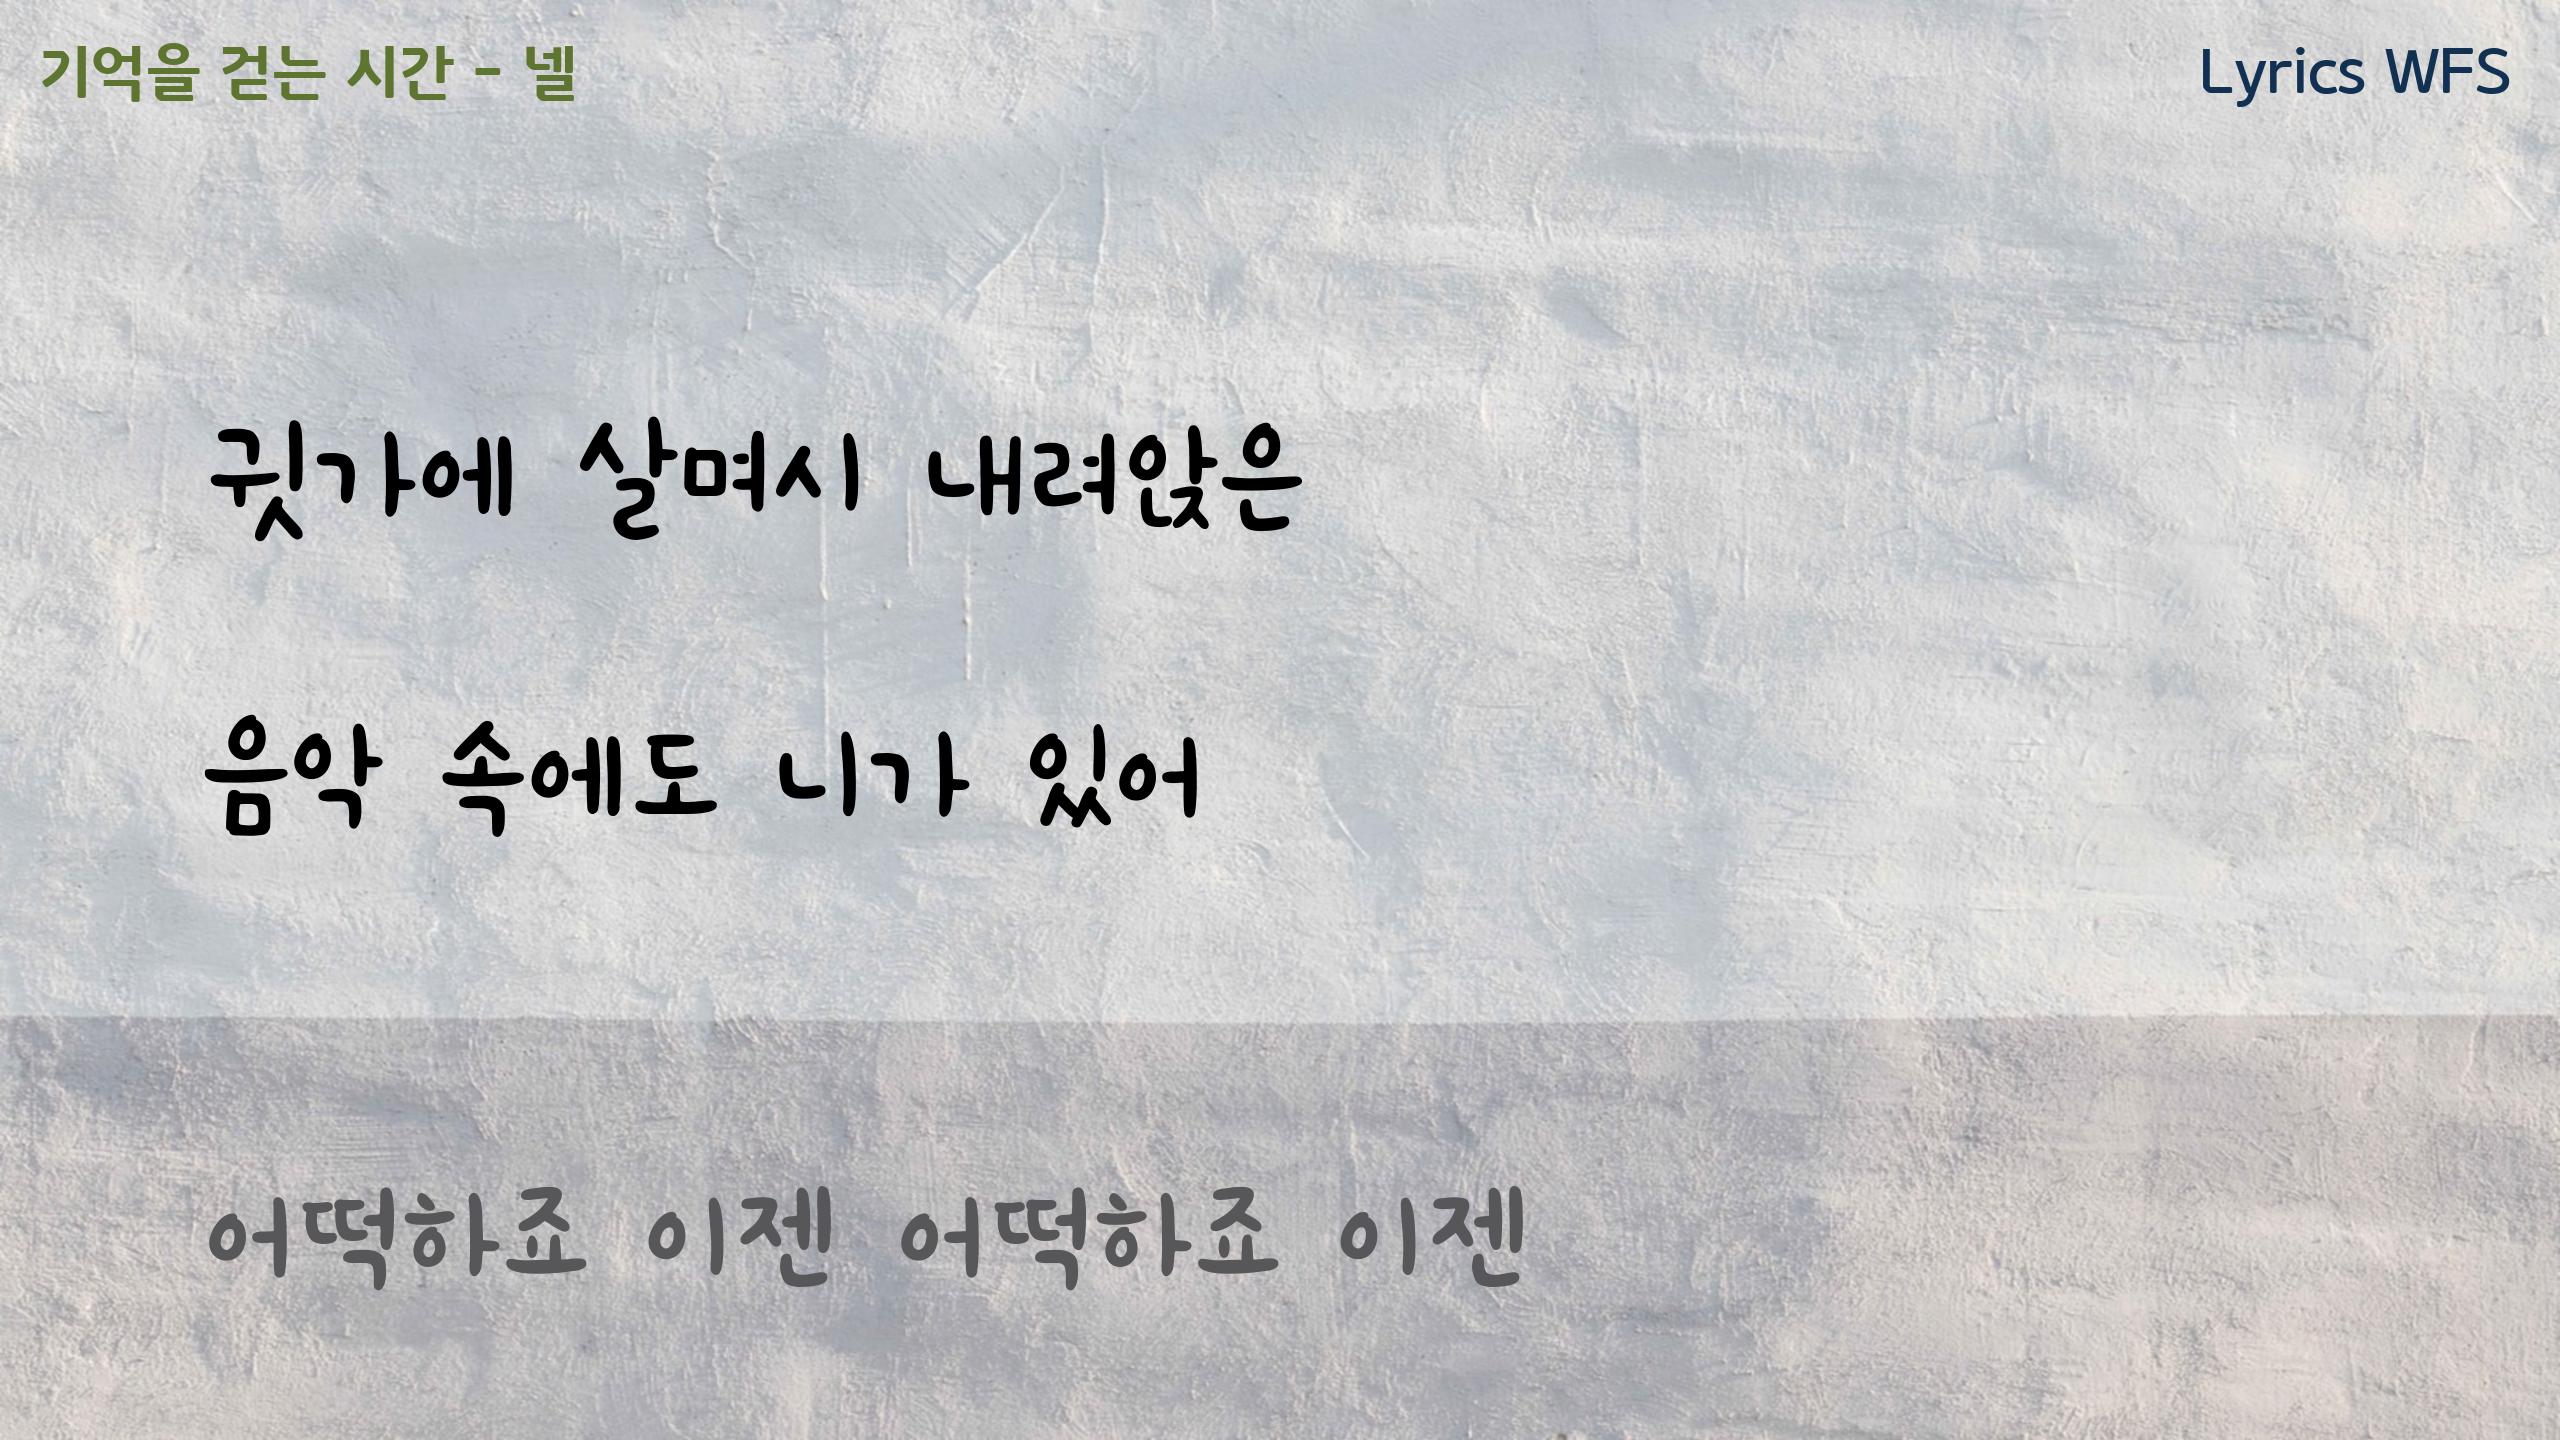 기억을 걷는 시간 - 넬
Lyrics WFS
귓가에 살며시 내려앉은
음악 속에도 니가 있어
어떡하죠 이젠 어떡하죠 이젠